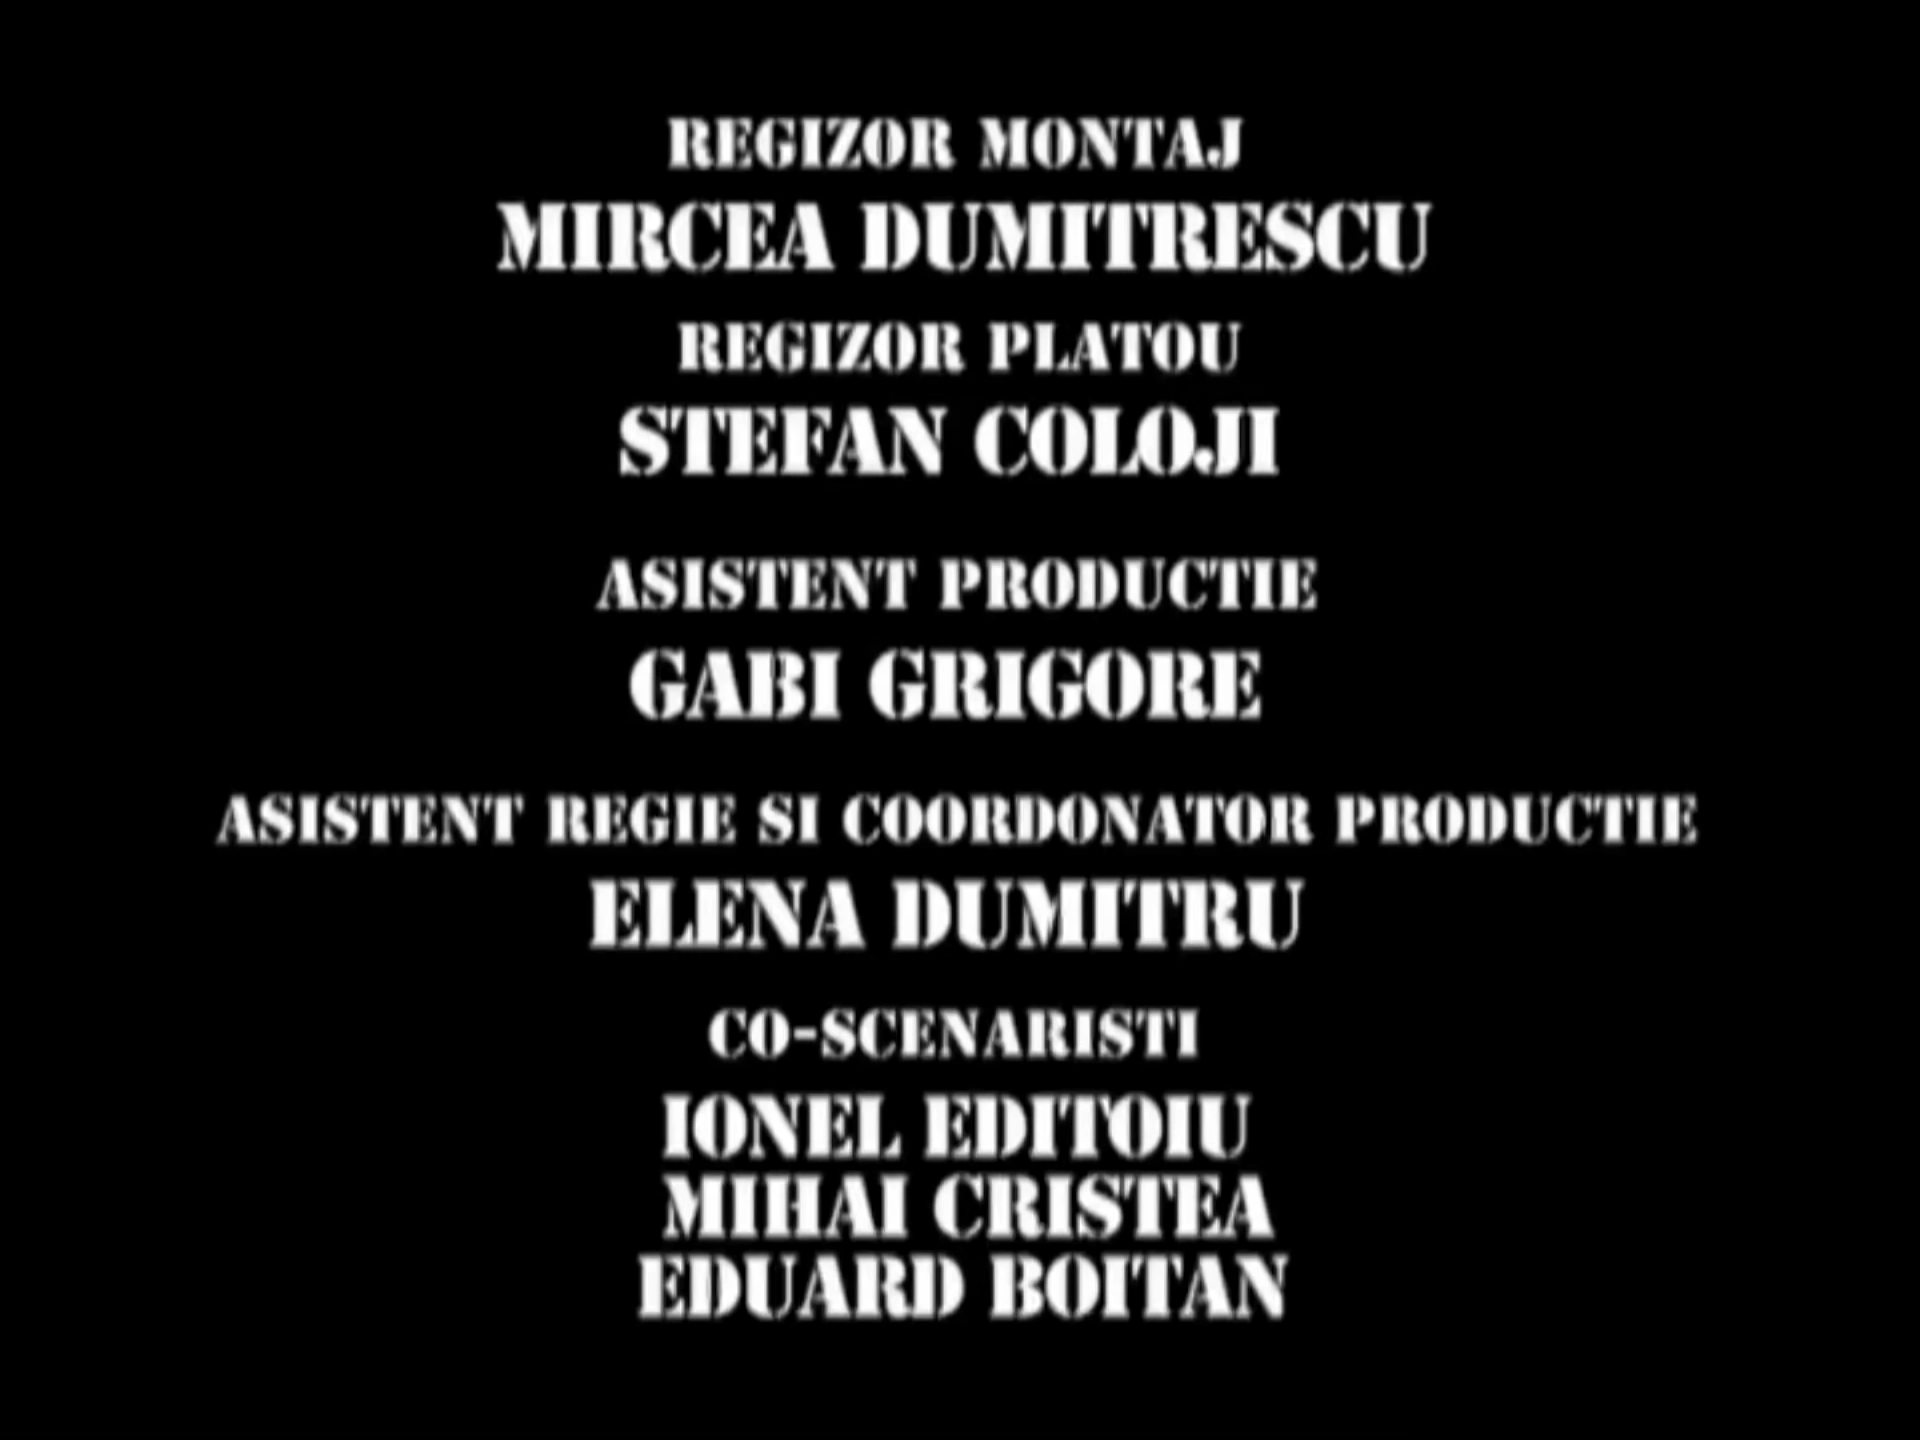 REGIZOR MONTAJ
MIRCEA DUMITRESCU
REGIZOR PLATOU
STEFAN COLOJI
ASISTENT PRODUCTIE
GABI GRIGORE
ASISTENT REGIE SI COORDONATOR PRODUCTIE
ELENA DUMITRU
CO-SCENARISTI
IONEL EDITOIU
MIHAI CRISTEA
EDUARD BOITAN